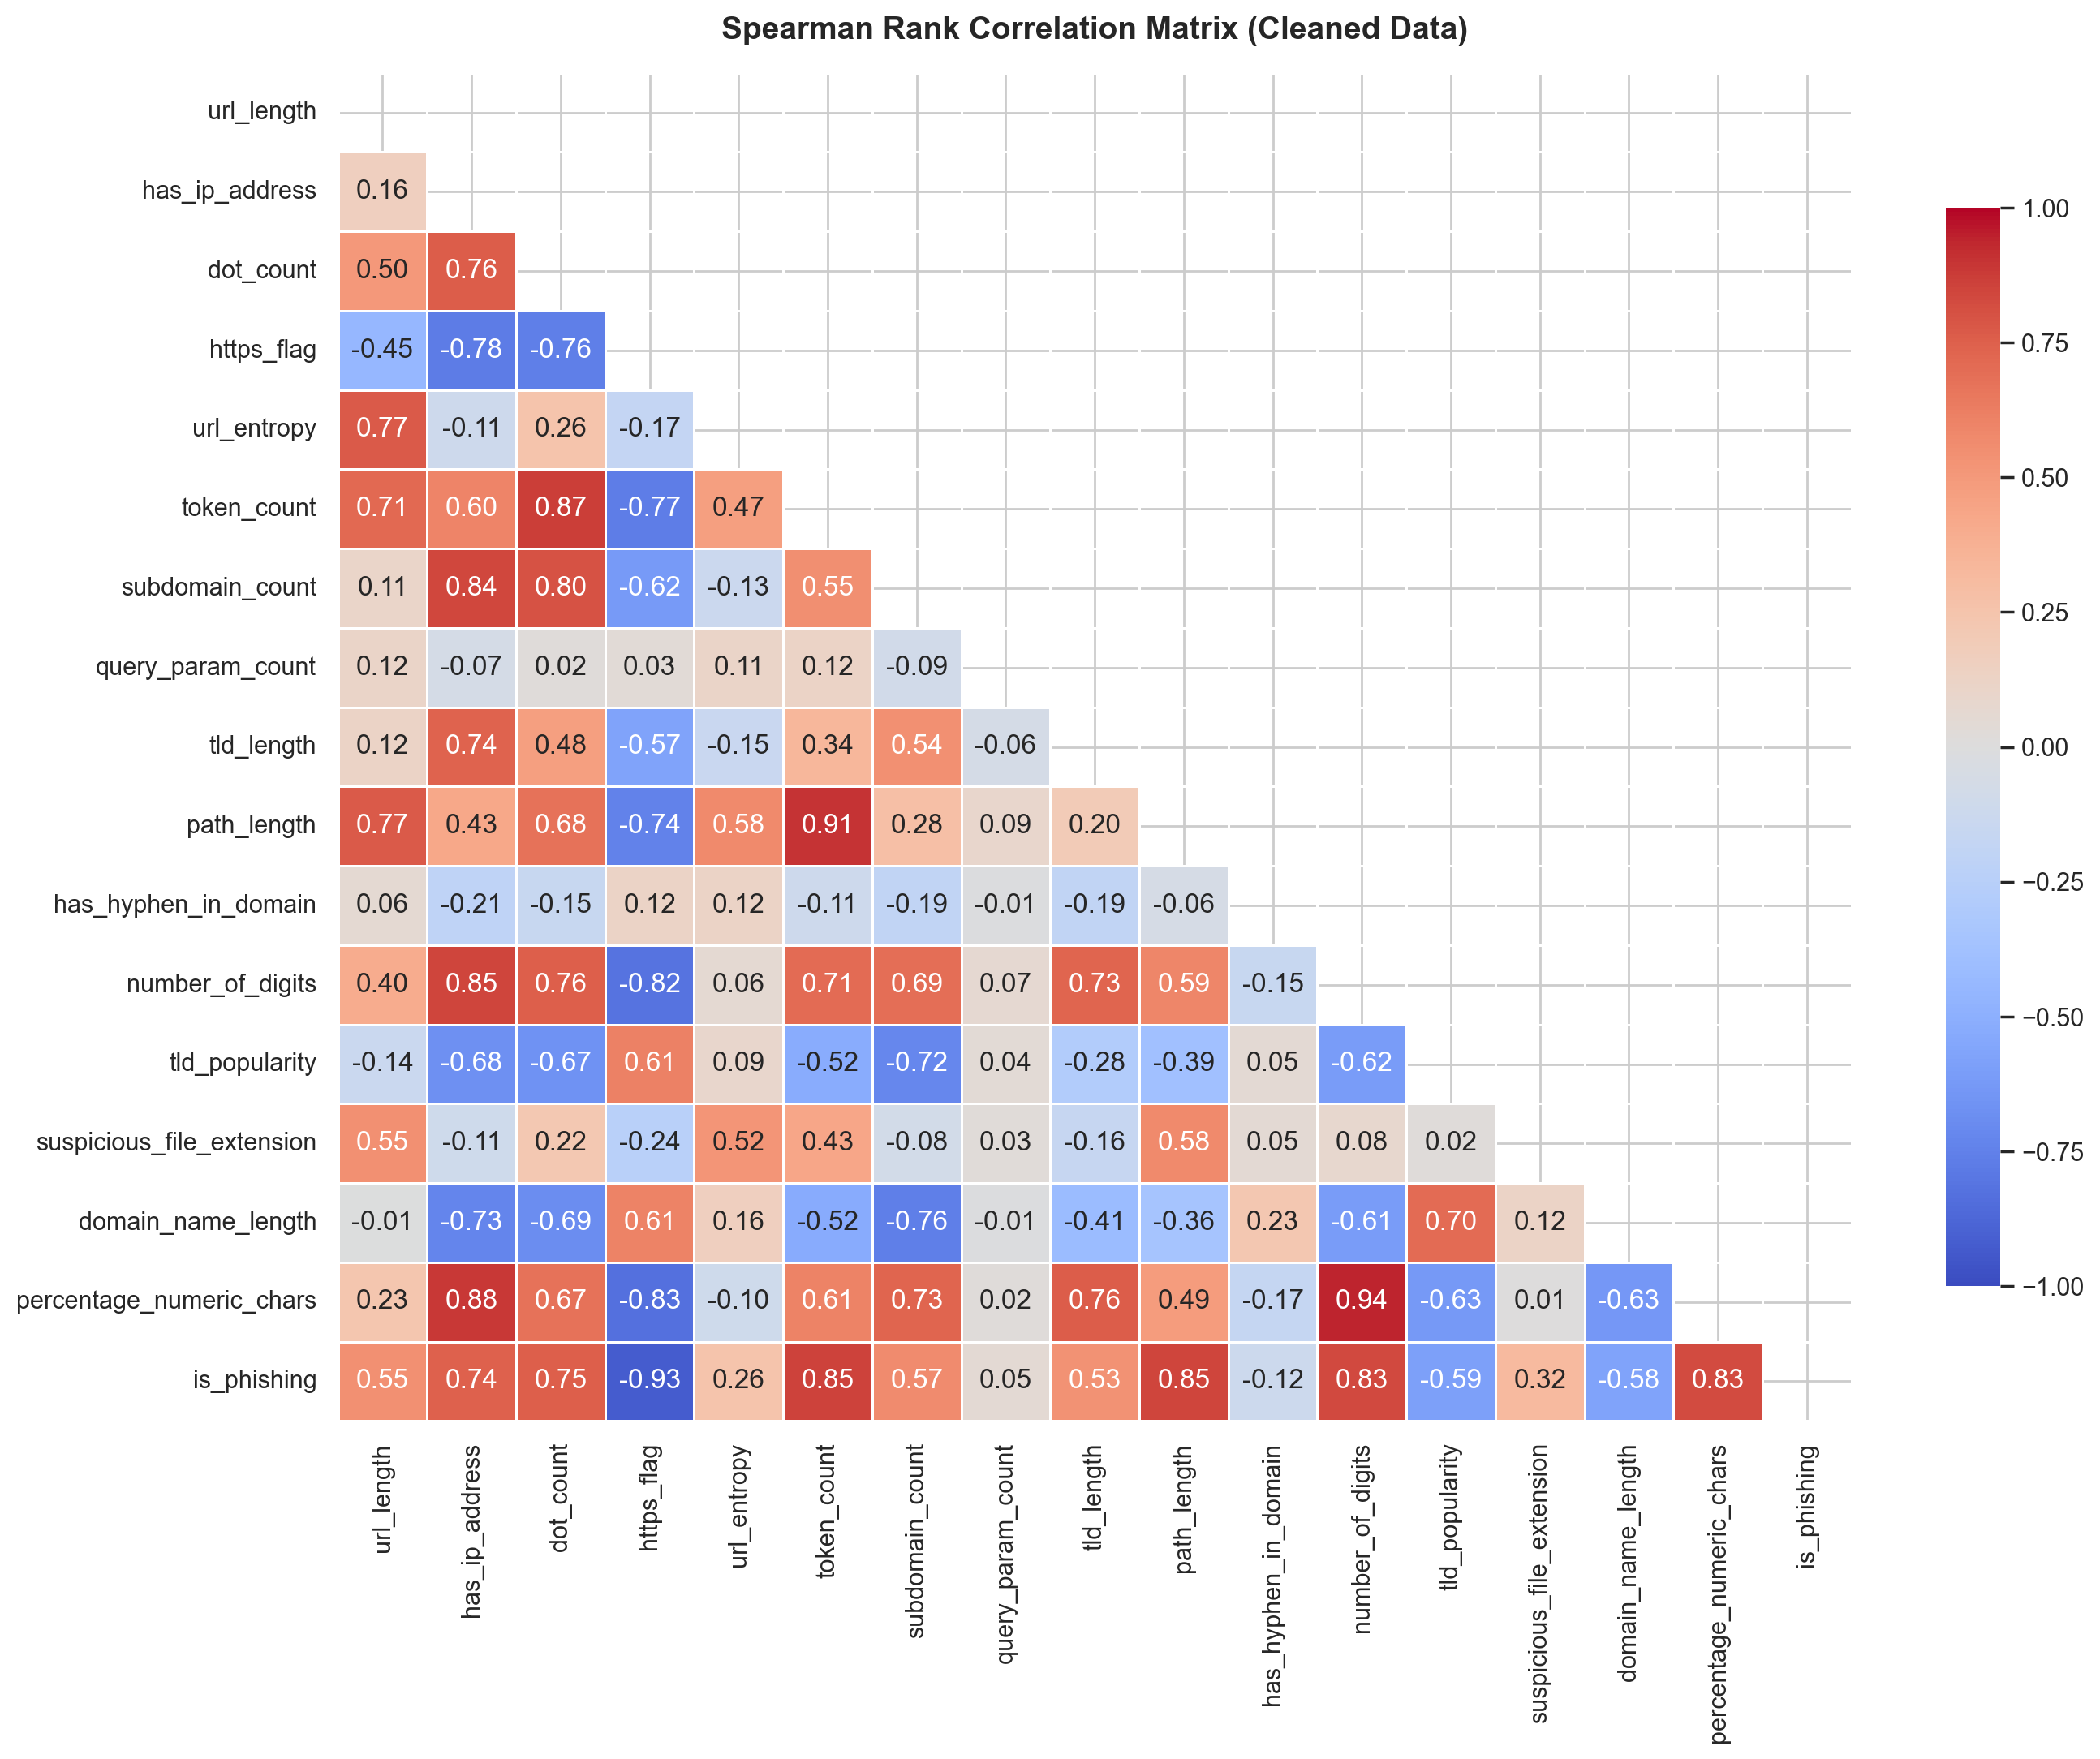 Spearman Rank Correlation Matrix (Cleaned Data)
url_length
has_ip_address 0.16
dot_count 0.50 0.76
https_flag -0.45 -0.78 -0.76
url_entropy 0.77 -0.11 0.26 -0.17
token_count 0.71 0.60 0.87 -0.77 0.47
subdomain_count 0.11 0.84 0.80 -0.62 -0.13 0.55
query_param_count 0.12 -0.07 0.02 0.03 0.11 0.12 -0.09
tld_length 0.12 0.74 0.48 -0.57 -0.15 0.34 0.54 -0.06
path_length 0.77 0.43 0.68 -0.74 0.58 0.91 0.28 0.09 0.20
has_hyphen_in_domain 0.06 -0.21 -0.15 0.12 0.12 -0.11 -0.19 -0.01 -0.19 -0.06
number_of_digits 0.40 0.85 0.76 -0.82 0.06 0.71 0.69 0.07 0.73 0.59 -0.15
tld_popularity -0.14 -0.68 -0.67 0.61 0.09 -0.52 -0.72 0.04 -0.28 -0.39 0.05 -0.62
suspicious_file_extension 0.55 -0.11 0.22 -0.24 0.52 0.43 -0.08 0.03 -0.16 0.58 0.05 0.08 0.02
domain_name_length -0.01 -0.73 -0.69 0.61 0.16 -0.52 -0.76 -0.01 -0.41 -0.36 0.23 -0.61 0.70 0.12
percentage_numeric_chars 0.23 0.88 0.67 -0.83 -0.10 0.61 0.73 0.02 0.76 0.49 -0.17 0.94 -0.63 0.01 -0.63
is_phishing 0.55 0.74 0.75 -0.93 0.26 0.85 0.57 0.05 0.53 0.85 -0.12 0.83 -0.59 0.32 -0.58 0.83
url_length
has_ip_address
dot_count
https_flag
url_entropy
token_count
subdomain_count
query_param_count
tld_length
path_length
has_hyphen_in_domain
number_of_digits
tld_popularity
suspicious_file_extension
domain_name_length
percentage_numeric_chars
is_phishing
1.00
0.75
0.50
0.25
0.00
−0.25
−0.50
−0.75
−1.00